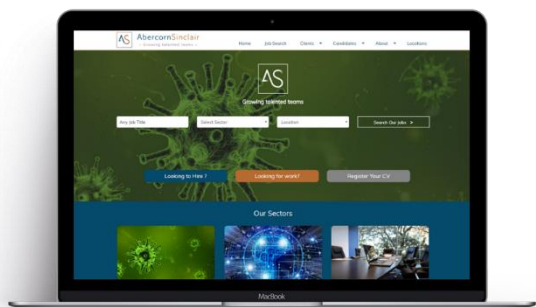 AS
AbercornSinclair
- Growing talented teams -
Home Job Search Clients Candidates About Locations
AS
Growing talented teams
Any Job Title Select Sector Location Search Our Jobs >
Looking to Hire ? Looking for work? Register Your CV
Our Sectors
MacBook